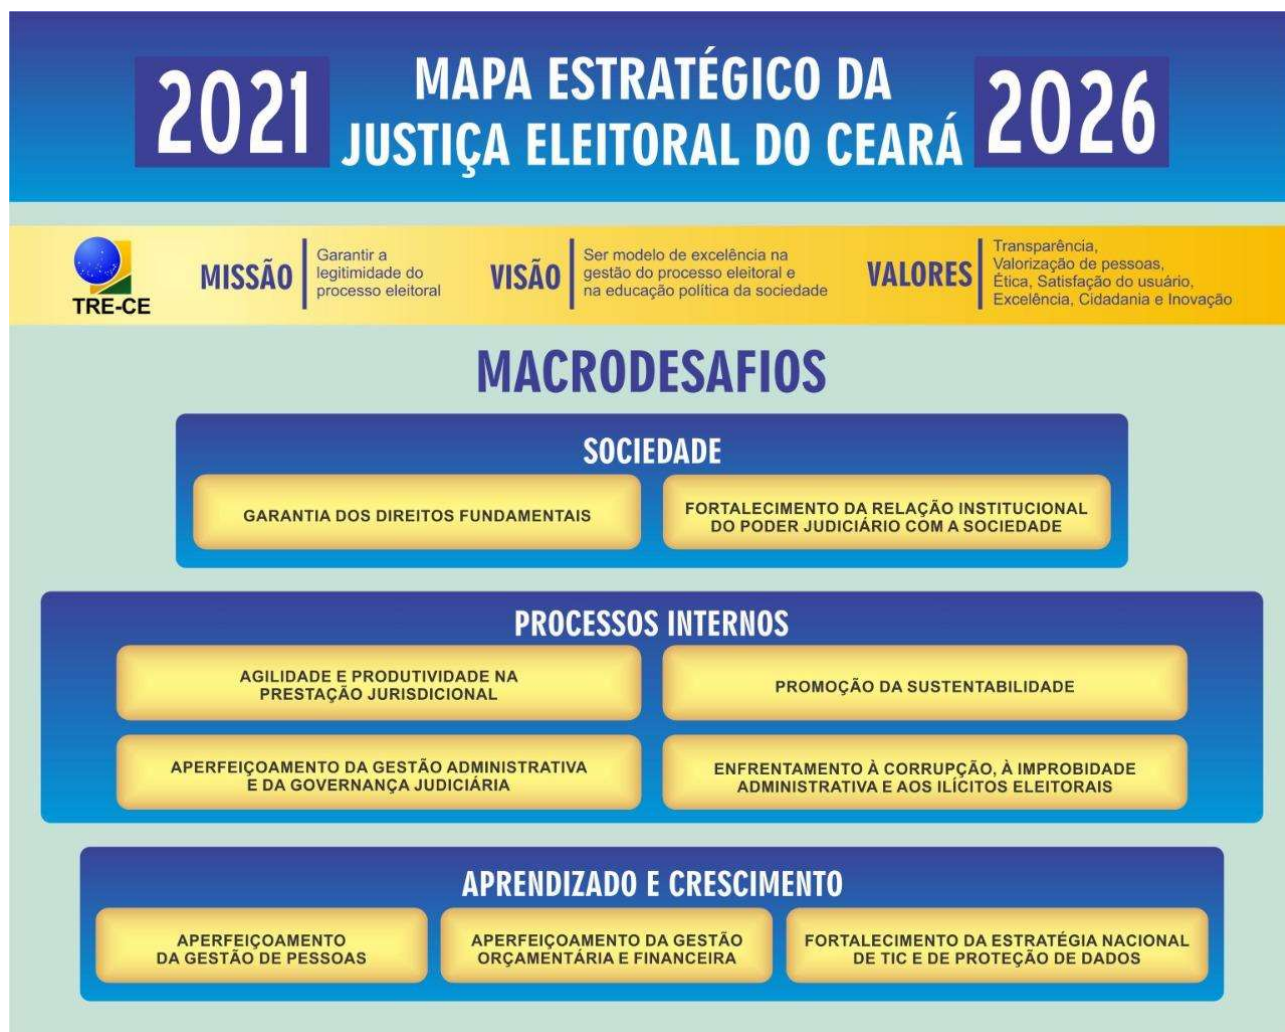 2021
MAPA ESTRATÉGICO DA
JUSTIÇA ELEITORAL DO CEARÁ
2026
TRE-CE
MISSÃO
Garantir a
legitimidade do
processo eleitoral
VISÃO
Ser modelo de excelência na
gestão do processo eleitoral e
na educação política da sociedade
VALORES
Transparência,
Valorização de pessoas,
Ética, Satisfação do usuário,
Excelência, Cidadania e Inovação
MACRODESAFIOS
SOCIEDADE
GARANTIA DOS DIREITOS FUNDAMENTAIS
FORTALECIMENTO DA RELAÇÃO INSTITUCIONAL
DO PODER JUDICIÁRIO COM A SOCIEDADE
PROCESSOS INTERNOS
AGILIDADE E PRODUTIVIDADE NA
PRESTAÇÃO JURISDICIONAL
PROMOÇÃO DA SUSTENTABILIDADE
APERFEIÇOAMENTO DA GESTÃO ADMINISTRATIVA
E DA GOVERNANÇA JUDICIÁRIA
ENFRENTAMENTO À CORRUPÇÃO, À IMPROBIDADE
ADMINISTRATIVA E AOS ILÍCITOS ELEITORAIS
APRENDIZADO E CRESCIMENTO
APERFEIÇOAMENTO
DA GESTÃO DE PESSOAS
APERFEIÇOAMENTO DA GESTÃO
ORÇAMENTÁRIA E FINANCEIRA
FORTALECIMENTO DA ESTRATÉGIA NACIONAL
DE TIC E DE PROTEÇÃO DE DADOS